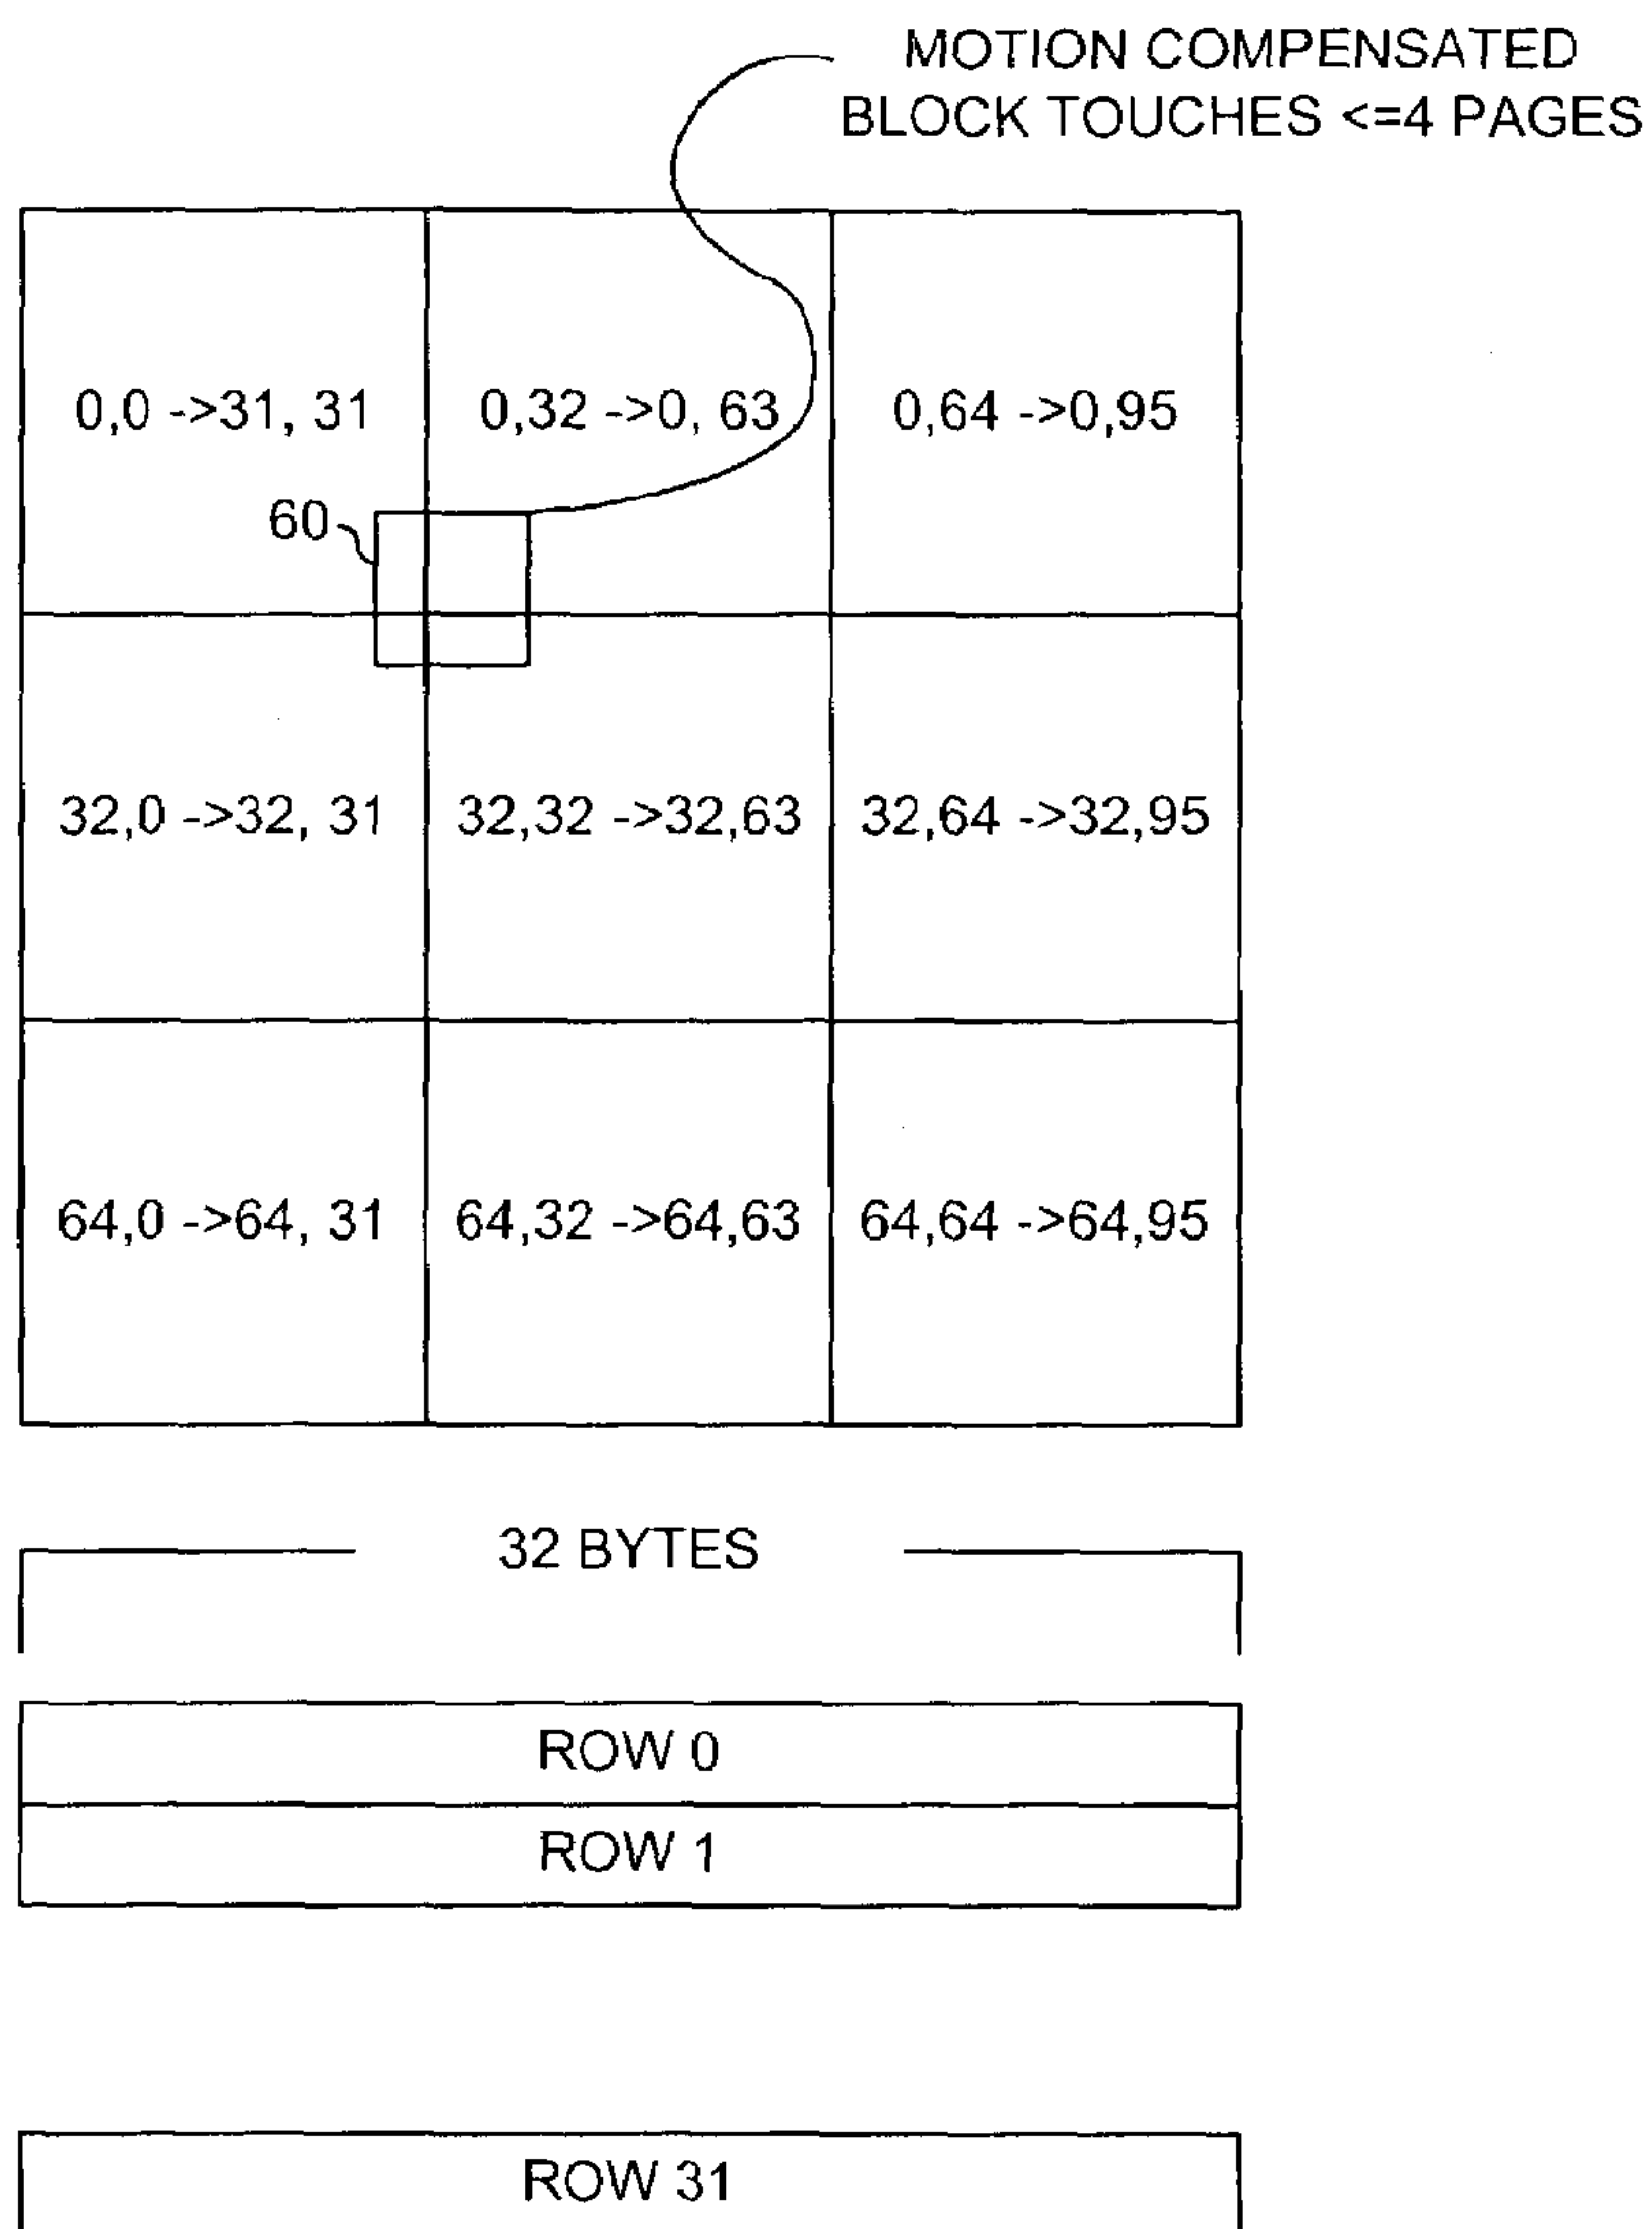 MOTION COMPENSATED
BLOCK TOUCHES <=4 PAGES
0,0 ->31, 31
0,32 ->0, 63
0,64 ->0,95
60
32,0 ->32, 31
32,32 ->32,63
32,64 ->32,95
64,0 ->64, 31
64,32 ->64,63
64,64 ->64,95
32 BYTES
ROW 0
ROW 1
ROW 31